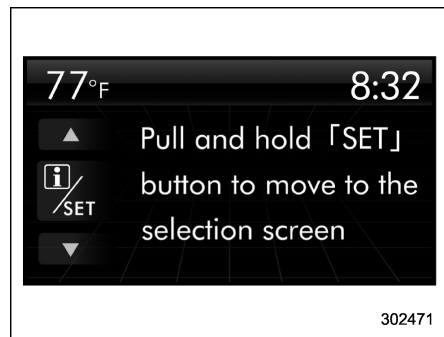 77°F 8:32
Pull and hold 「SET」
button to move to the
i/SET
selection screen
302471